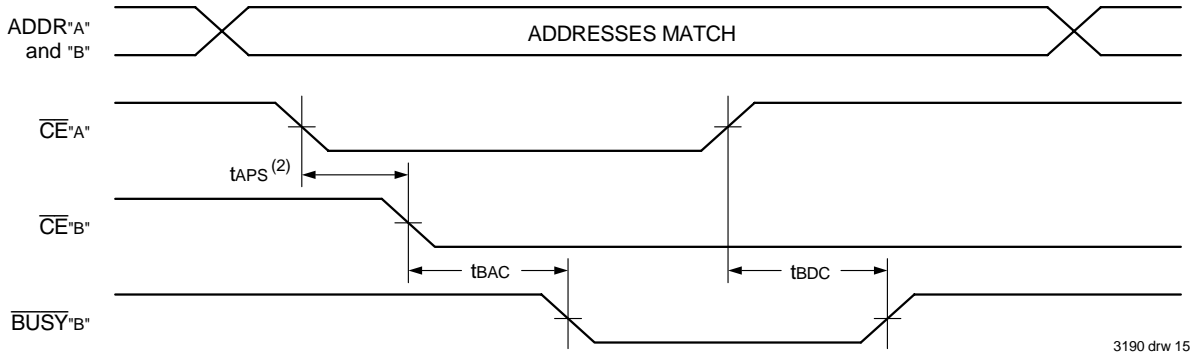 ADDR"A"
and "B"
ADDRESSES MATCH
CE"A"
tAPS (2)
CE"B"
tBAC
tBDC
BUSY"B"
3190 drw 15